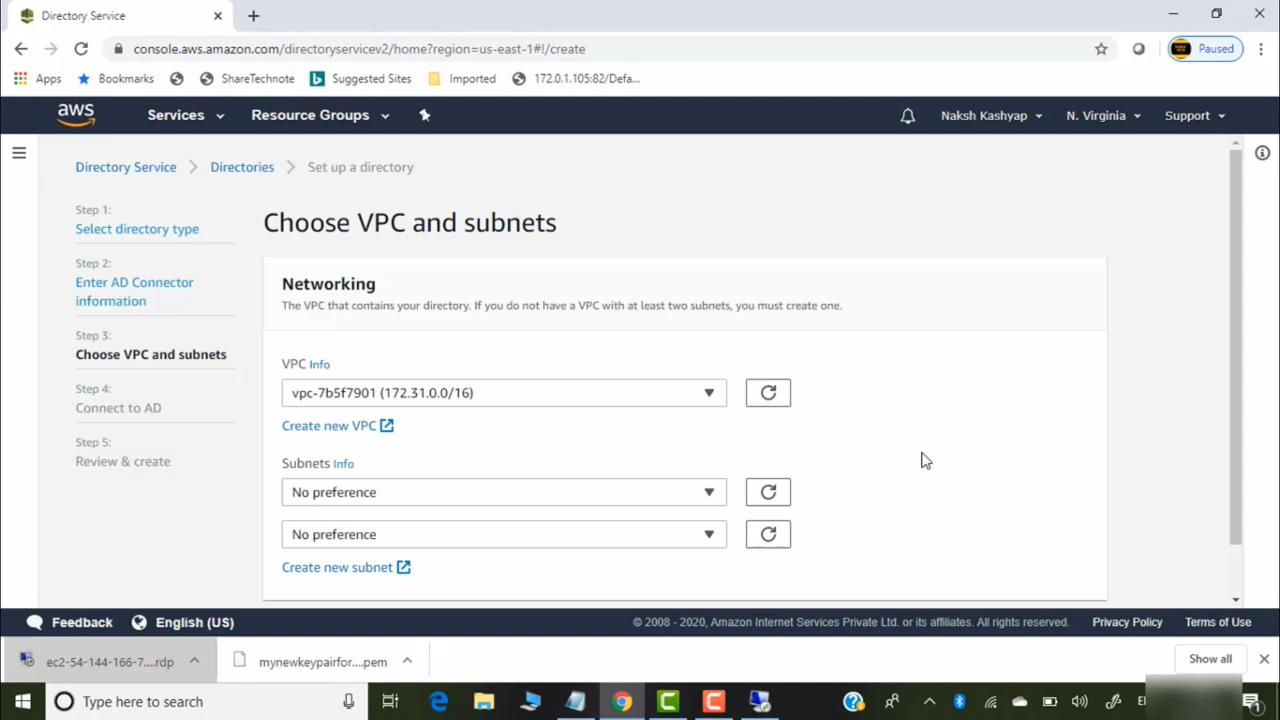 Directory Service
console.aws.amazon.com/directoryservicev2/home?region=us-east-1#!/create
Paused
Apps Bookmarks ShareTechnote Suggested Sites Imported 172.0.1.105:82/Defa...
aws Services Resource Groups Naksh Kashyap N. Virginia Support
Directory Service Directories Set up a directory
Step 1:
Select directory type
Step 2:
Enter AD Connector
information
Step 3:
Choose VPC and subnets
Step 4:
Connect to AD
Step 5:
Review & create
Choose VPC and subnets
Networking
The VPC that contains your directory. If you do not have a VPC with at least two subnets, you must create one.
VPC Info
vpc-7b5f7901 (172.31.0.0/16)
Create new VPC
Subnets Info
No preference
No preference
Create new subnet
Feedback English (US) © 2008 - 2020, Amazon Internet Services Private Ltd. or its affiliates. All rights reserved. Privacy Policy Terms of Use
ec2-54-144-166-7....rdp mynewkeypairfor....pem Show all
Type here to search
1